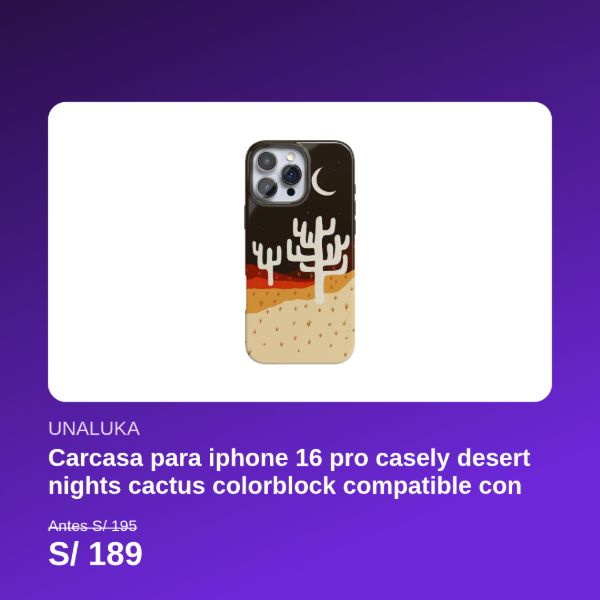 UNALUKA
Carcasa para iphone 16 pro casely desert
nights cactus colorblock compatible con
Antes S/ 195
S/ 189